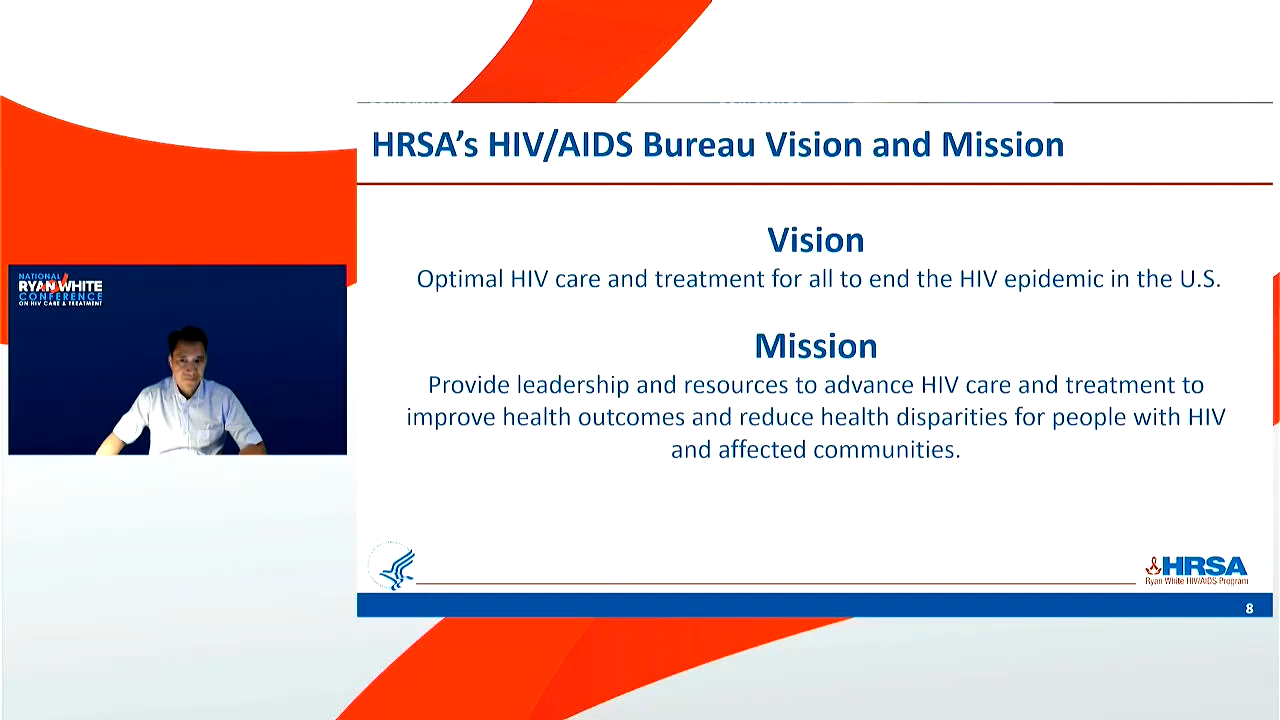 HRSA's HIV/AIDS Bureau Vision and Mission
Vision
Optimal HIV care and treatment for all to end the HIV epidemic in the U.S.
Mission
Provide leadership and resources to advance HIV care and treatment to
improve health outcomes and reduce health disparities for people with HIV
and affected communities.
NATIONAL
RYAN WHITE
CONFERENCE
ON HIV CARE & TREATMENT
HRSA
Ryan White HIV/AIDS Program
8